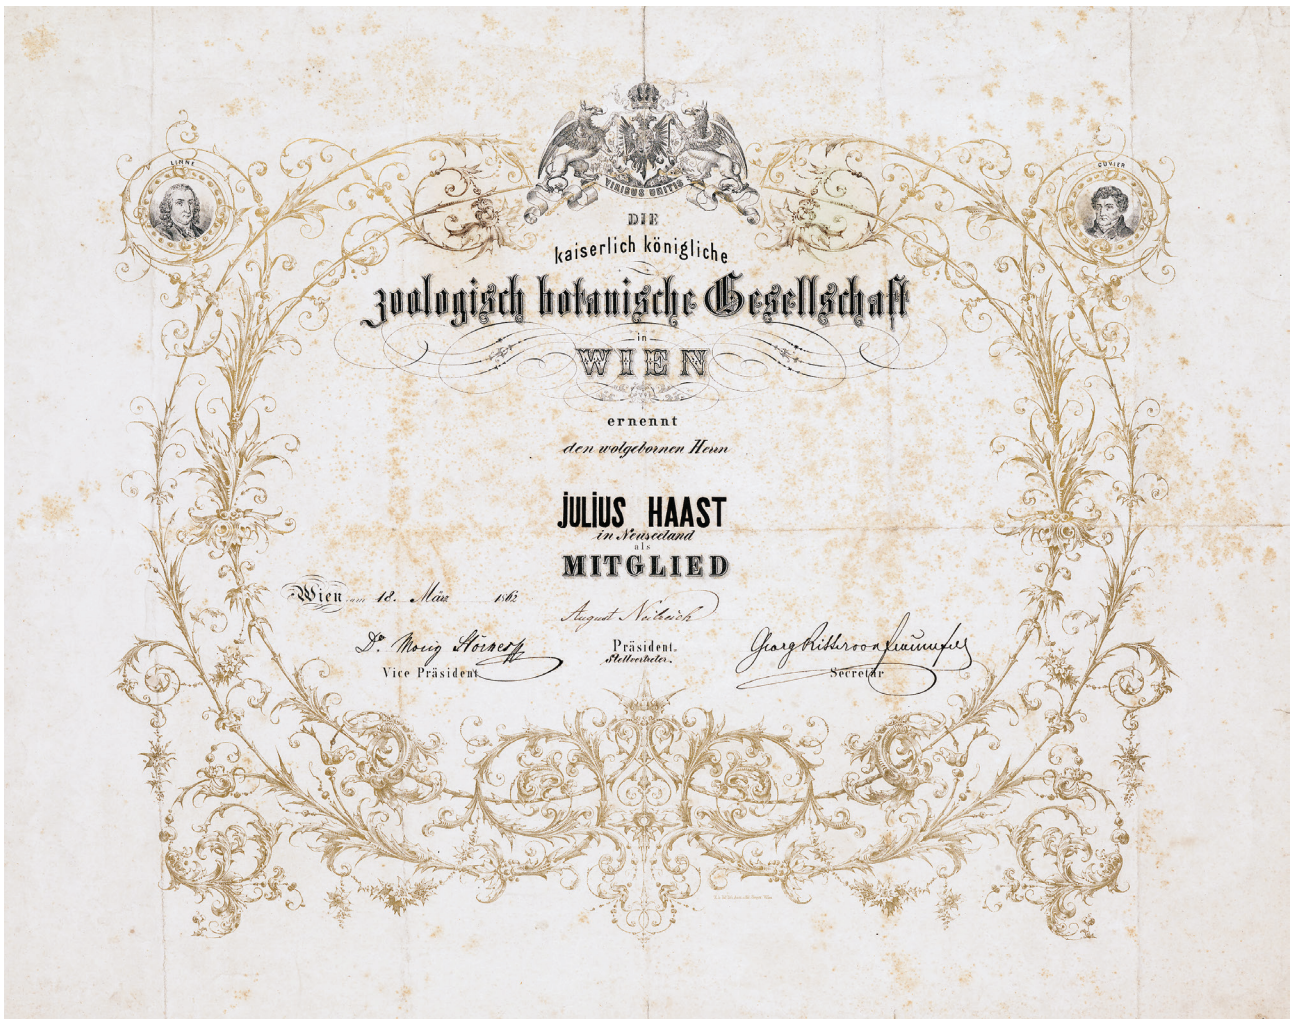 LINNÉ
CUVIER
VIRIBUS UNITIS
DIE
kaiserlich königliche
zoologisch botanische Gesellschaft
in
WIEN
ernennt
den wolgebornen Herrn
JULIUS HAAST
in Neuseeland
als
MITGLIED
Wien am 18. März 1862
August Neilreich
Dr Moriz
Georg Ritter von Frauenfeld
Präsident.
Stellvertreter.
Vice Präsident
Secretär